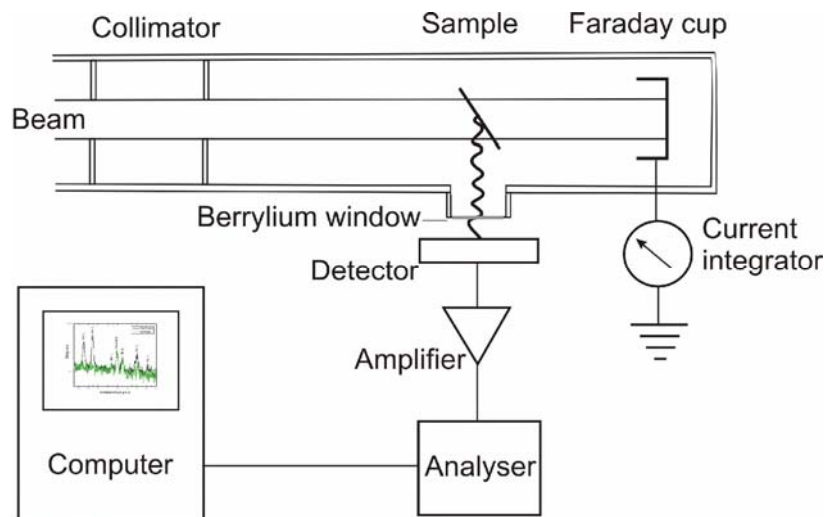 Collimator
Sample
Faraday cup
Beam
Berrylium window
Detector
Current
integrator
Amplifier
Computer
Analyser